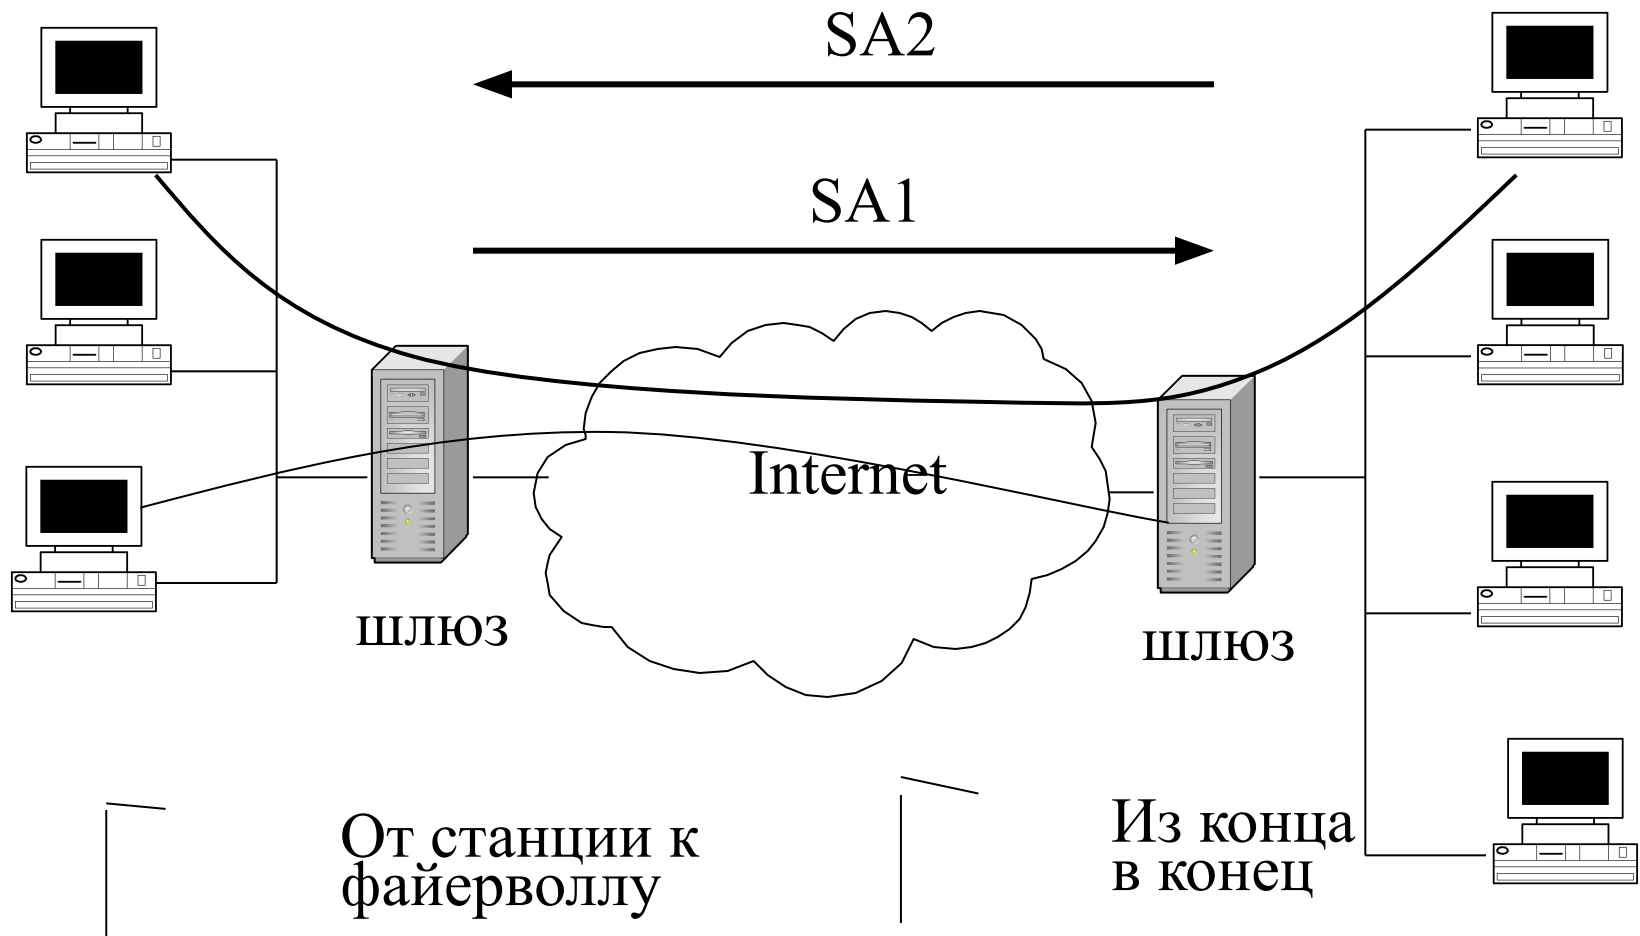 SA2
SA1
Internet
шлюз
шлюз
От станции к
файерволлу
Из конца
в конец